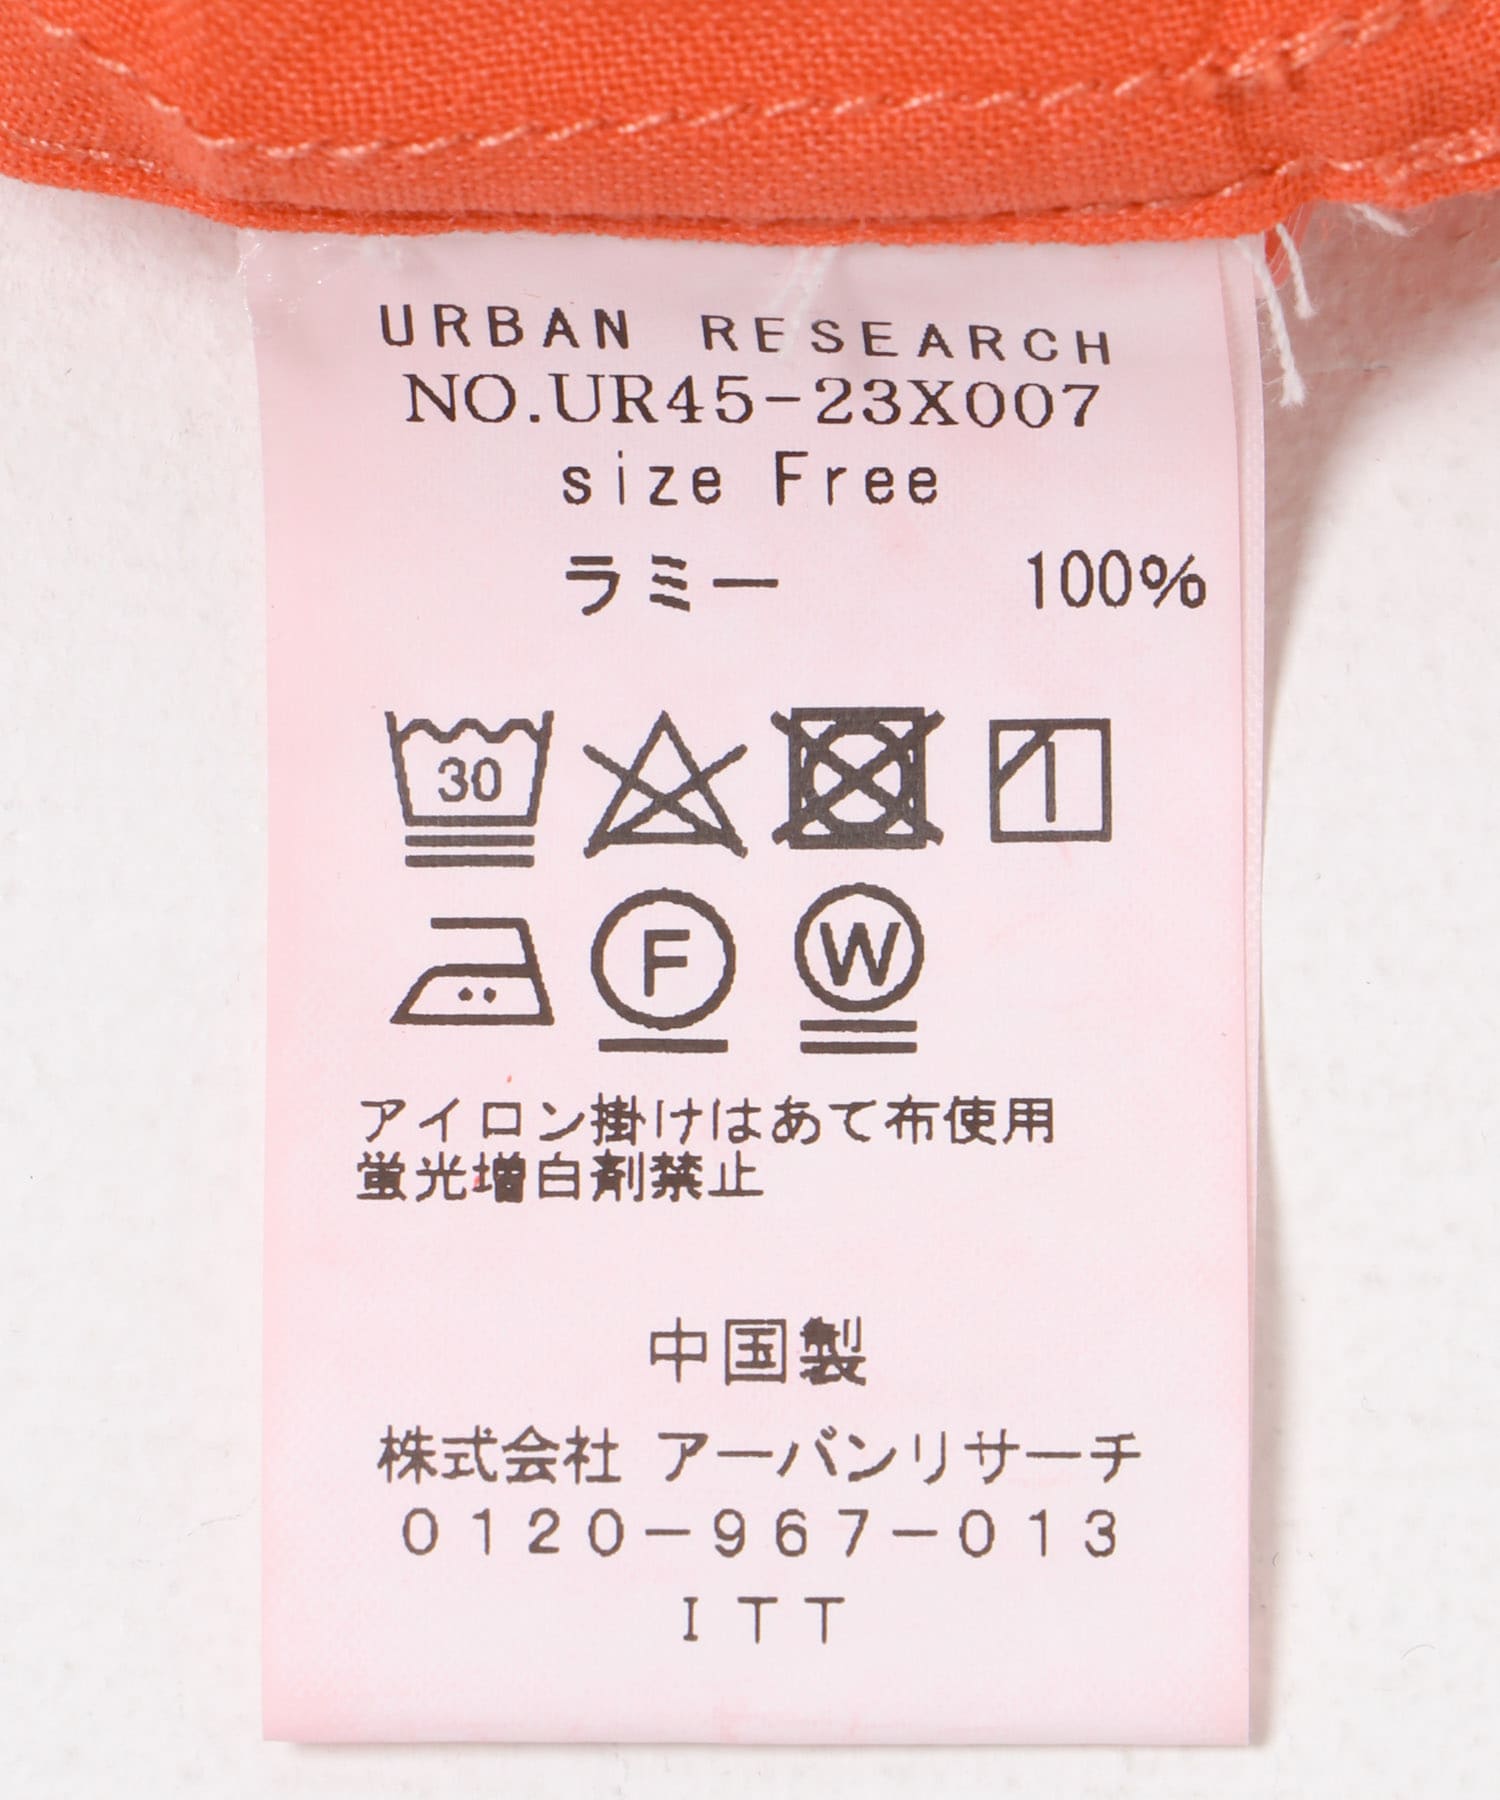 URBAN RESEARCH
NO.UR45-23X007
size Free
ラミー 100%
30
F W
アイロン掛けはあて布使用
蛍光増白剤禁止
中国製
株式会社 アーバンリサーチ
0120-967-013
ITT